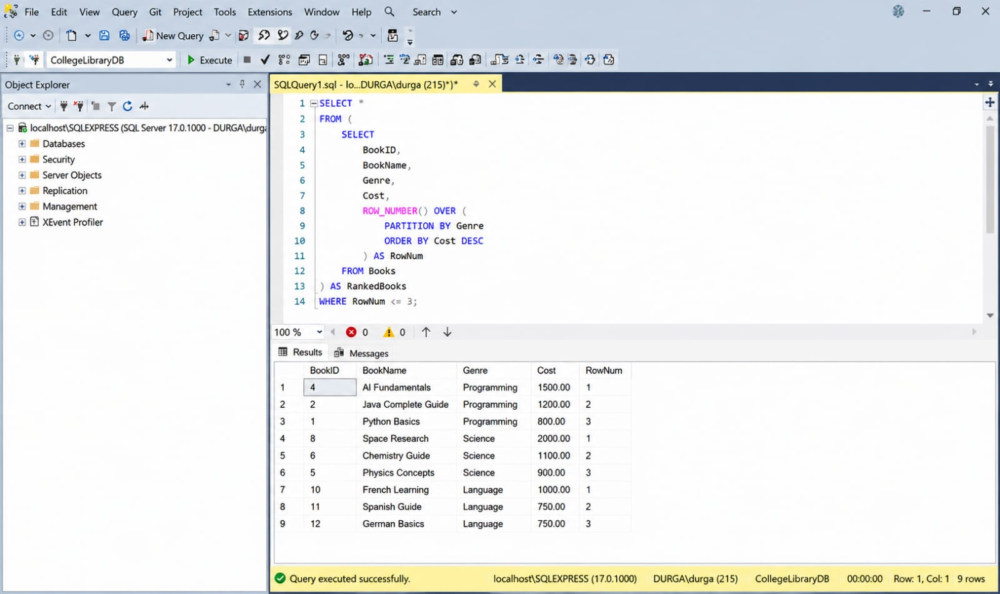 File Edit View Query Git Project Tools Extensions Window Help Search
New Query
CollegeLibraryDB Execute
Object Explorer
Connect
localhost\SQLEXPRESS (SQL Server 17.0.1000 - DURGA\durga
Databases
Security
Server Objects
Replication
Management
XEvent Profiler
SQLQuery1.sql - lo...DURGA\durga (215)*)*
1 SELECT *
2 FROM (
3 SELECT
4 BookID,
5 BookName,
6 Genre,
7 Cost,
8 ROW_NUMBER() OVER (
9 PARTITION BY Genre
10 ORDER BY Cost DESC
11 ) AS RowNum
12 FROM Books
13 ) AS RankedBooks
14 WHERE RowNum <= 3;
100 % 0 0
Results Messages
BookID BookName Genre Cost RowNum
1 4 AI Fundamentals Programming 1500.00 1
2 2 Java Complete Guide Programming 1200.00 2
3 1 Python Basics Programming 800.00 3
4 8 Space Research Science 2000.00 1
5 6 Chemistry Guide Science 1100.00 2
6 5 Physics Concepts Science 900.00 3
7 10 French Learning Language 1000.00 1
8 11 Spanish Guide Language 750.00 2
9 12 German Basics Language 750.00 3
Query executed successfully. localhost\SQLEXPRESS (17.0.1000) DURGA\durga (215) CollegeLibraryDB 00:00:00 Row: 1, Col: 1 9 rows